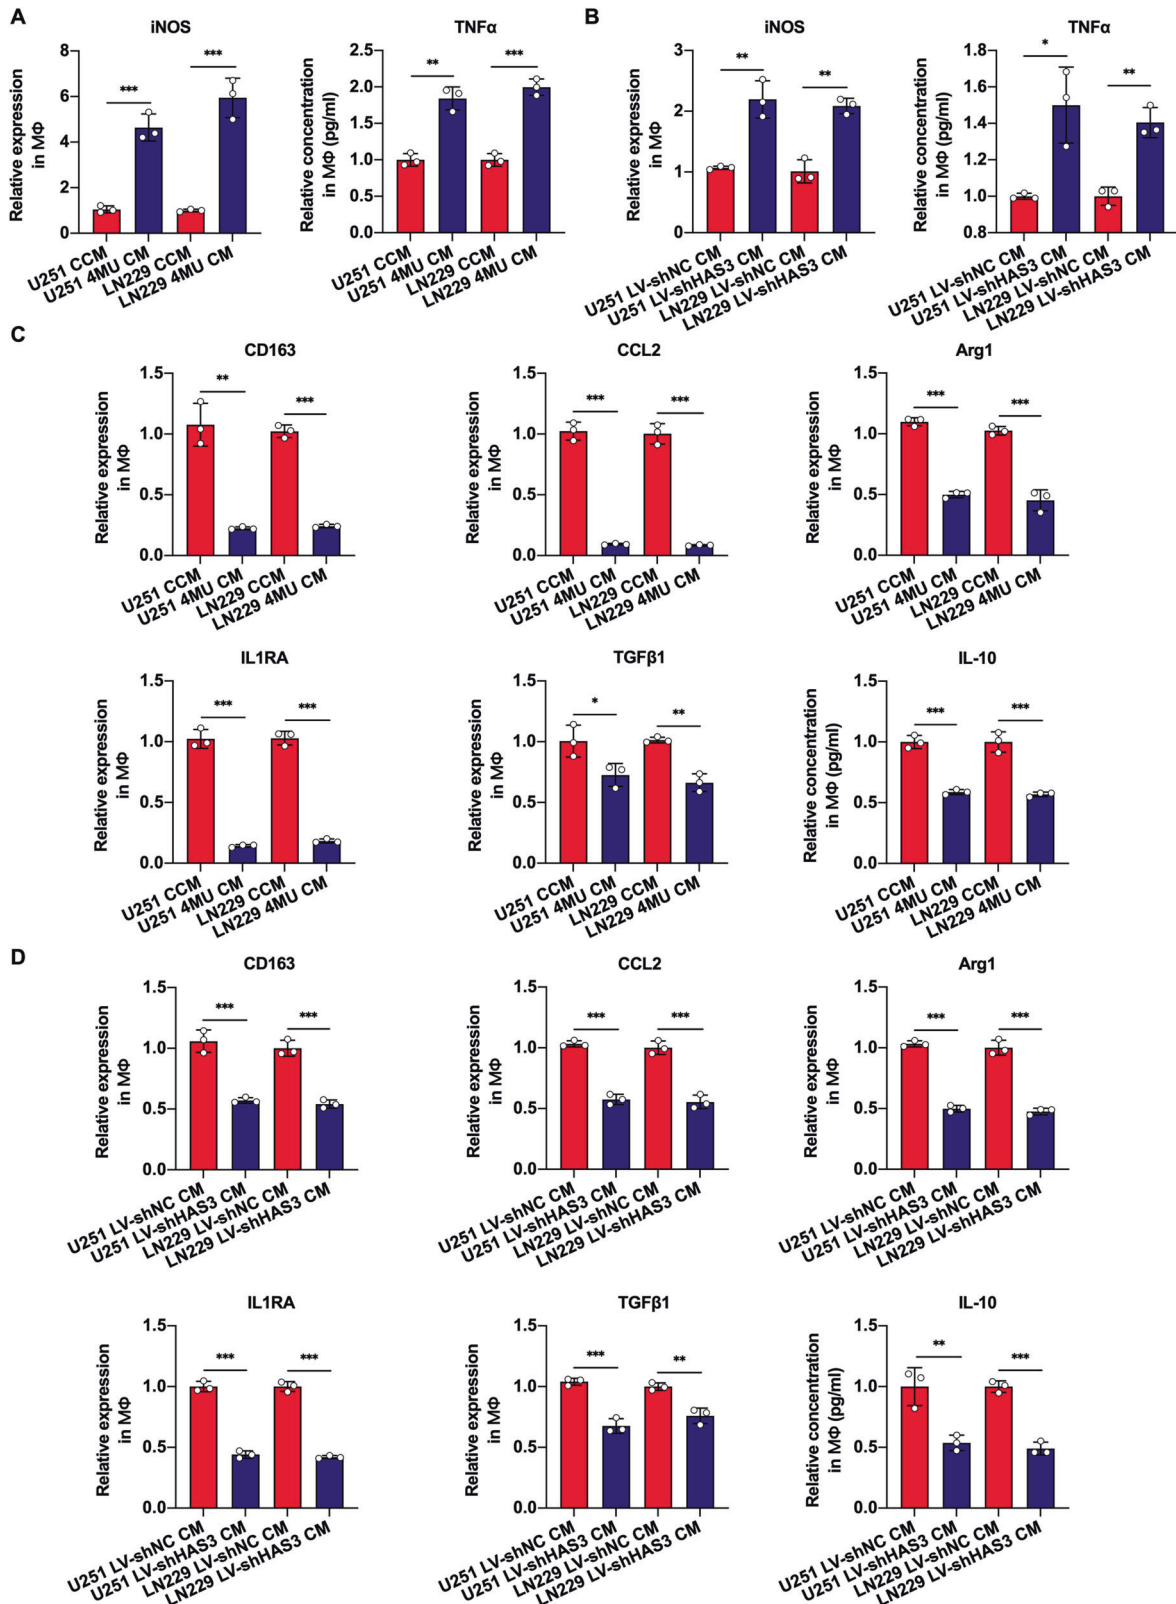 A
iNOS
Relative expression
in MΦ
8
6
4
2
0
***
***
U251 CCM
U251 4MU CM
LN229 CCM
LN229 4MU CM
TNFα
Relative concentration
in MΦ (pg/ml)
2.5
2.0
1.5
1.0
0.5
0.0
**
***
U251 CCM
U251 4MU CM
LN229 CCM
LN229 4MU CM
B
iNOS
Relative expression
in MΦ
3
2
1
0
**
**
U251 LV-shNC CM
U251 LV-shHAS3 CM
LN229 LV-shNC CM
LN229 LV-shHAS3 CM
TNFα
Relative concentration
in MΦ (pg/ml)
1.8
1.6
1.4
1.2
1.0
0.8
*
**
U251 LV-shNC CM
U251 LV-shHAS3 CM
LN229 LV-shNC CM
LN229 LV-shHAS3 CM
C
CD163
Relative expression
in MΦ
1.5
1.0
0.5
0.0
**
***
U251 CCM
U251 4MU CM
LN229 CCM
LN229 4MU CM
CCL2
Relative expression
in MΦ
1.5
1.0
0.5
0.0
***
***
U251 CCM
U251 4MU CM
LN229 CCM
LN229 4MU CM
Arg1
Relative expression
in MΦ
1.5
1.0
0.5
0.0
***
***
U251 CCM
U251 4MU CM
LN229 CCM
LN229 4MU CM
IL1RA
Relative expression
in MΦ
1.5
1.0
0.5
0.0
***
***
U251 CCM
U251 4MU CM
LN229 CCM
LN229 4MU CM
TGFβ1
Relative expression
in MΦ
1.5
1.0
0.5
0.0
*
**
U251 CCM
U251 4MU CM
LN229 CCM
LN229 4MU CM
IL-10
Relative concentration
in MΦ (pg/ml)
1.5
1.0
0.5
0.0
***
***
U251 CCM
U251 4MU CM
LN229 CCM
LN229 4MU CM
D
CD163
Relative expression
in MΦ
1.5
1.0
0.5
0.0
***
***
U251 LV-shNC CM
U251 LV-shHAS3 CM
LN229 LV-shNC CM
LN229 LV-shHAS3 CM
CCL2
Relative expression
in MΦ
1.5
1.0
0.5
0.0
***
***
U251 LV-shNC CM
U251 LV-shHAS3 CM
LN229 LV-shNC CM
LN229 LV-shHAS3 CM
Arg1
Relative expression
in MΦ
1.5
1.0
0.5
0.0
***
***
U251 LV-shNC CM
U251 LV-shHAS3 CM
LN229 LV-shNC CM
LN229 LV-shHAS3 CM
IL1RA
Relative expression
in MΦ
1.5
1.0
0.5
0.0
***
***
U251 LV-shNC CM
U251 LV-shHAS3 CM
LN229 LV-shNC CM
LN229 LV-shHAS3 CM
TGFβ1
Relative expression
in MΦ
1.5
1.0
0.5
0.0
***
**
U251 LV-shNC CM
U251 LV-shHAS3 CM
LN229 LV-shNC CM
LN229 LV-shHAS3 CM
IL-10
Relative concentration
in MΦ (pg/ml)
1.5
1.0
0.5
0.0
**
***
U251 LV-shNC CM
U251 LV-shHAS3 CM
LN229 LV-shNC CM
LN229 LV-shHAS3 CM